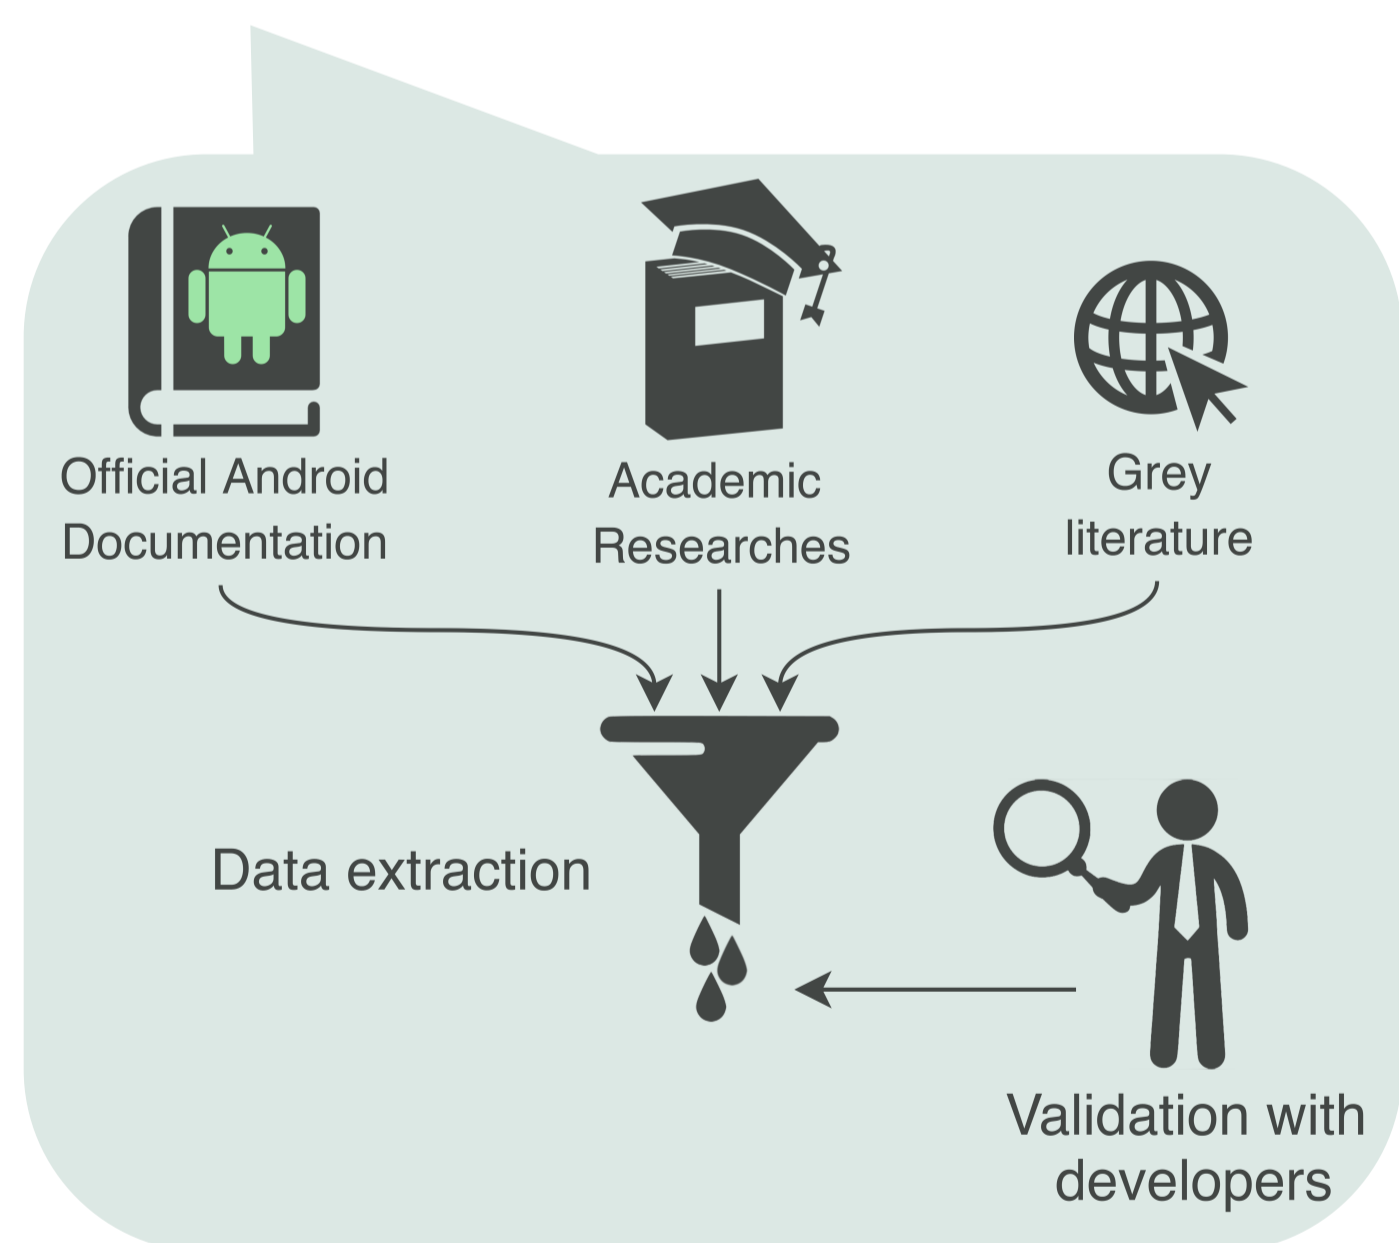 Official Android
Documentation
Academic
Researches
Grey
literature
Data extraction
Validation with
developers